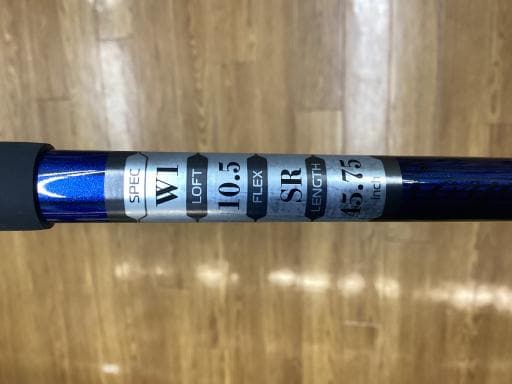 SPEC
W1
LOFT
10.5
FLEX
SR
LENGTH
45.75
inch